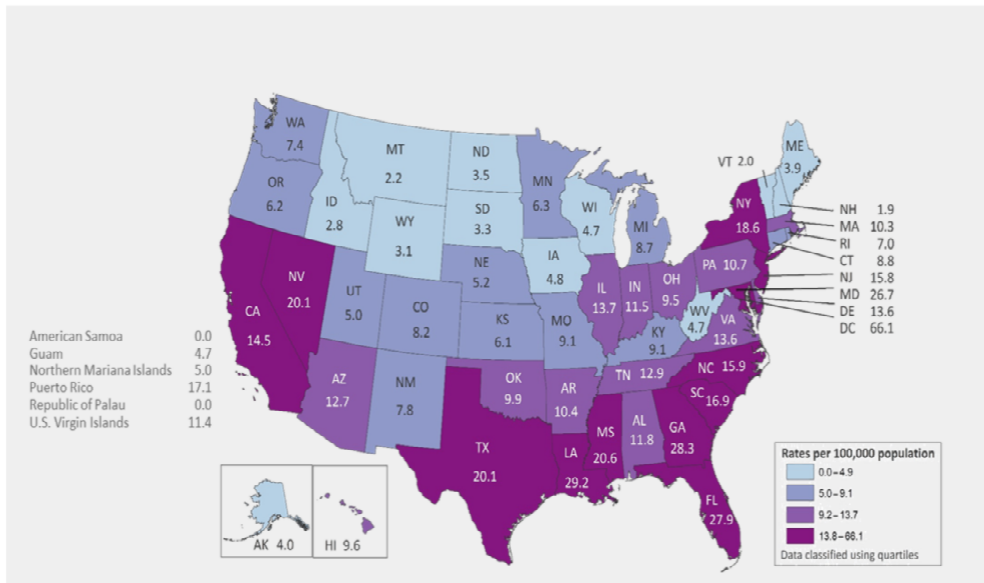 WA
7.4
MT
2.2
ND
3.5
MN
6.3
ME
3.9
VT 2.0
OR
6.2
ID
2.8
WY
3.1
SD
3.3
WI
4.7
MI
8.7
NY
18.6
NH 1.9
MA 10.3
RI 7.0
CT 8.8
NJ 15.8
MD 26.7
DE 13.6
DC 66.1
NV
20.1
UT
5.0
CO
8.2
NE
5.2
IA
4.8
IL
13.7
IN
11.5
OH
9.5
PA 10.7
CA
14.5
KS
6.1
MO
9.1
KY
9.1
WV
4.7
VA
13.6
AZ
12.7
NM
7.8
OK
9.9
AR
10.4
TN 12.9
NC 15.9
SC 16.9
TX
20.1
LA
29.2
MS
20.6
AL
11.8
GA
28.3
FL
27.9
American Samoa 0.0
Guam 4.7
Northern Mariana Islands 5.0
Puerto Rico 17.1
Republic of Palau 0.0
U.S. Virgin Islands 11.4
AK 4.0
HI 9.6
Rates per 100,000 population
0.0–4.9
5.0–9.1
9.2–13.7
13.8–66.1
Data classified using quartiles